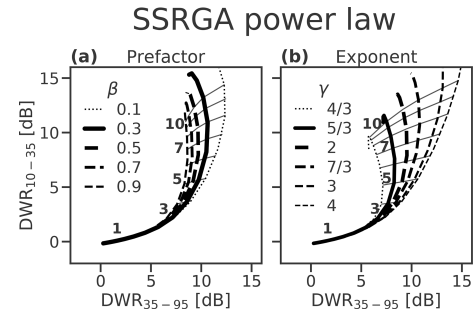 SSRGA power law
(a) Prefactor
(b) Exponent
DWR10−35 [dB]
15
10
5
0
β
0.1
0.3
0.5
0.7
0.9
10
7
5
3
1
γ
4/3
5/3
2
7/3
3
4
10
7
5
3
1
0 5 10 15
0 5 10 15
DWR35−95 [dB]
DWR35−95 [dB]